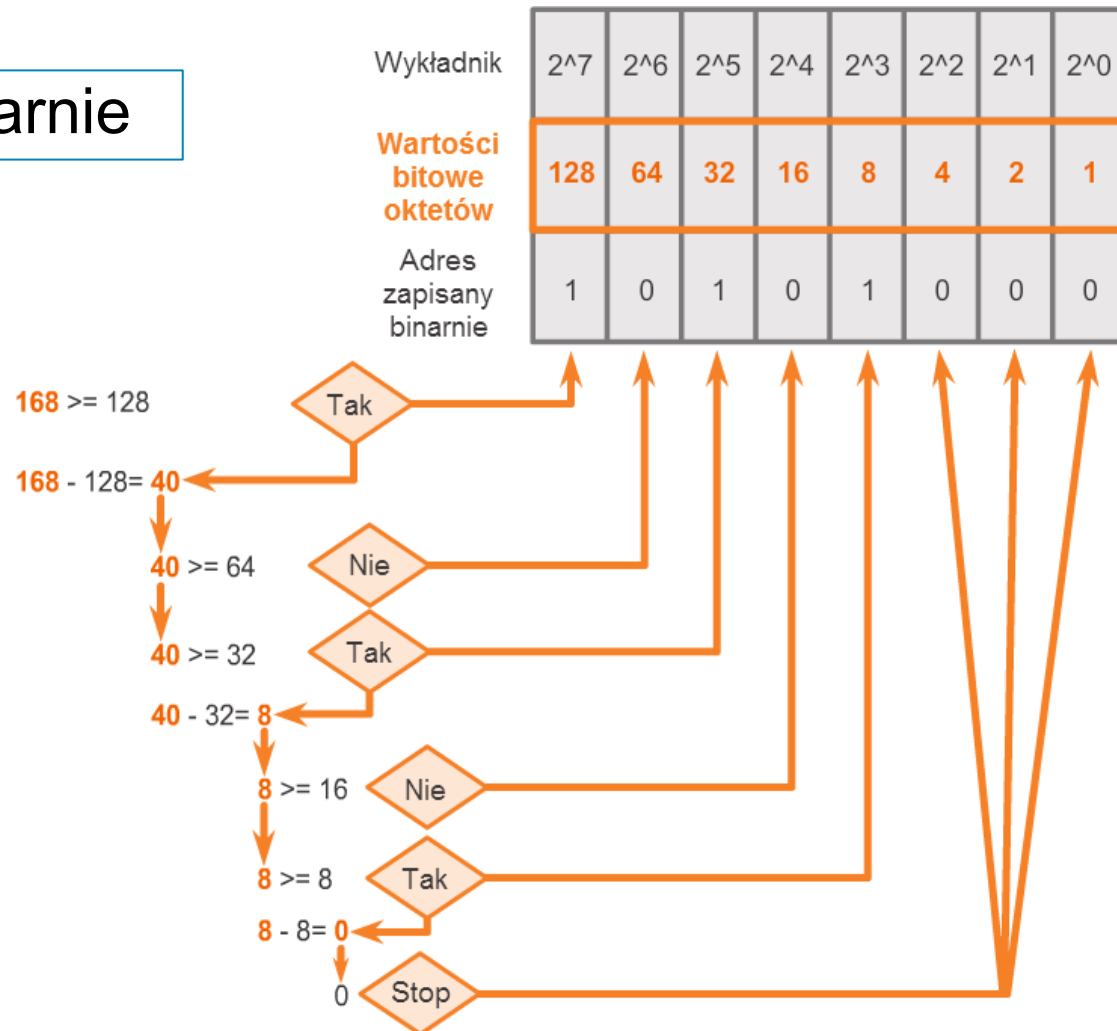 arnie
Wykładnik 2^7 2^6 2^5 2^4 2^3 2^2 2^1 2^0
Wartości
bitowe
oktetów
128 64 32 16 8 4 2 1
Adres
zapisany
binarnie
1 0 1 0 1 0 0 0
168 >= 128 Tak
168 - 128= 40
40 >= 64 Nie
40 >= 32 Tak
40 - 32= 8
8 >= 16 Nie
8 >= 8 Tak
8 - 8= 0
0 Stop